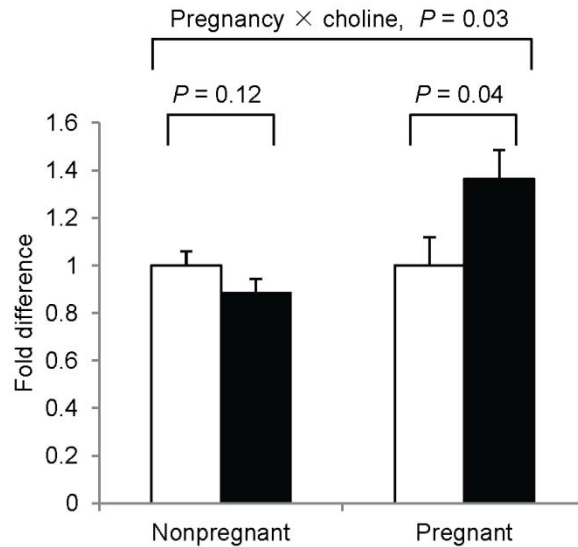 Pregnancy × choline, P = 0.03
P = 0.12
P = 0.04
Fold difference
1.6
1.4
1.2
1
0.8
0.6
0.4
0.2
0
Nonpregnant
Pregnant